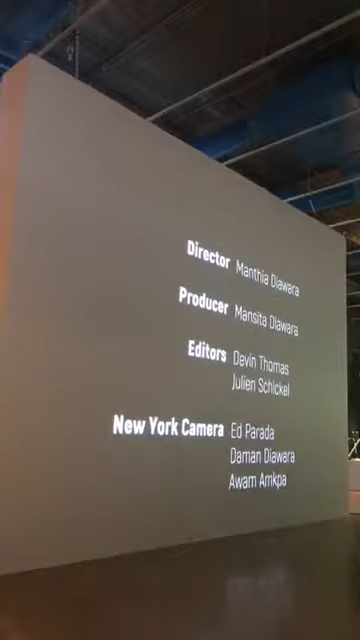 Director Manthia Diawara
Producer Mansita Diawara
Editors Devin Thomas
Julien Schickel
New York Camera Ed Parada
Daman Diawara
Awam Amkpa